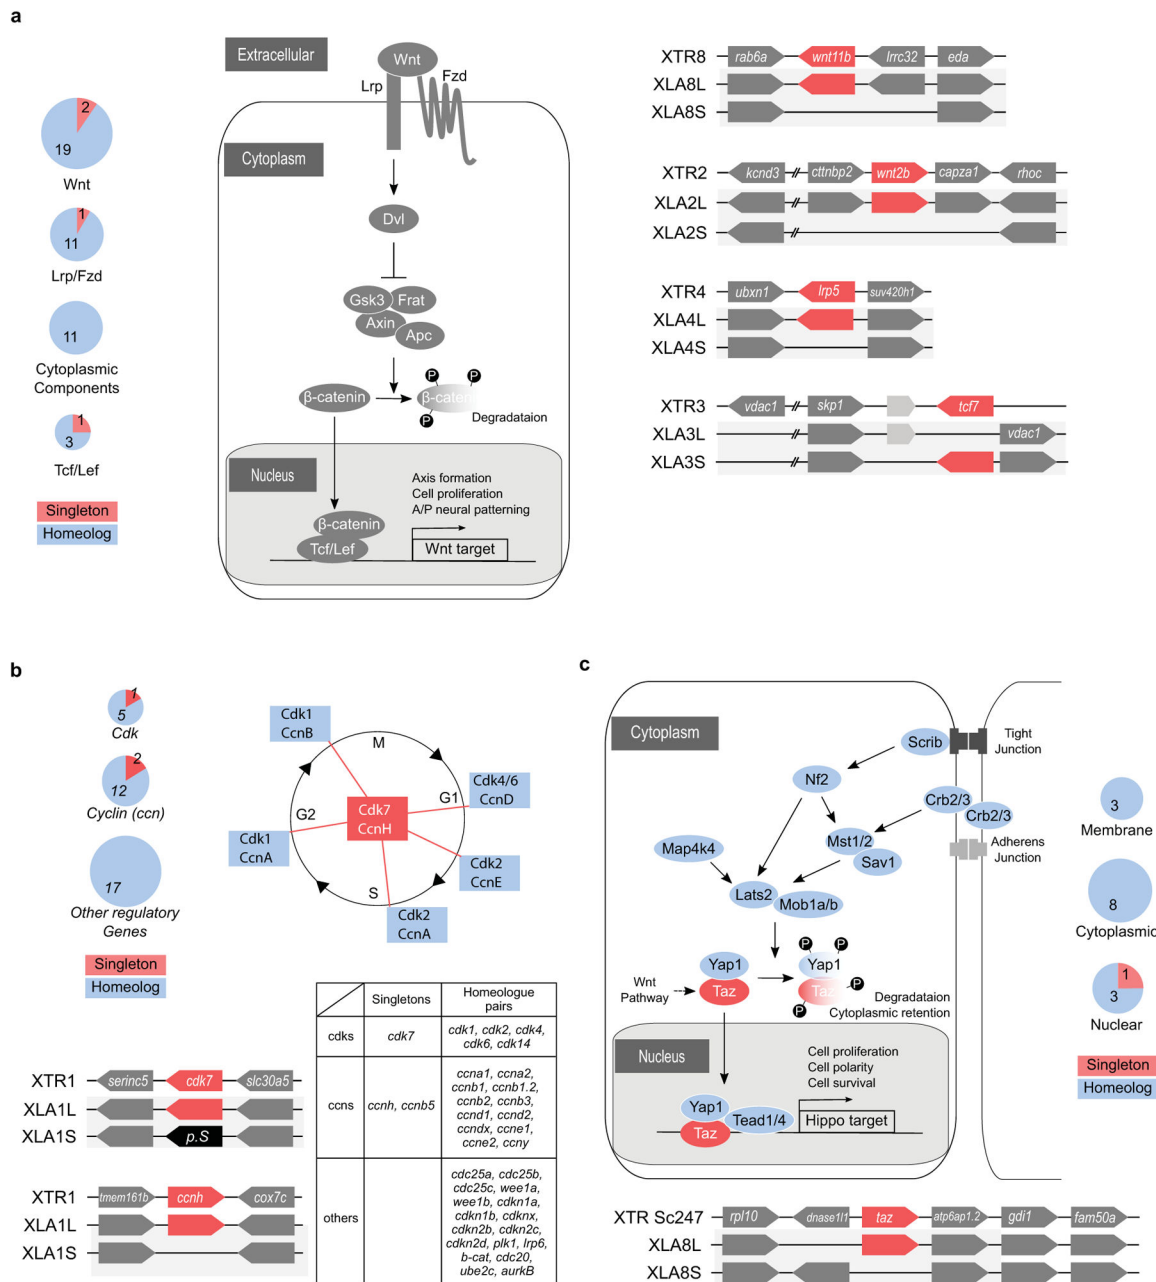 a
Extracellular
Wnt
Fzd
Lrp
Cytoplasm
Dvl
Gsk3
Frat
Axin
Apc
β-catenin
β-catenin
P
P
P
Degradataion
Nucleus
Axis formation
Cell proliferation
A/P neural patterning
β-catenin
Tcf/Lef
Wnt target
2
19
Wnt
1
11
Lrp/Fzd
11
Cytoplasmic
Components
1
3
Tcf/Lef
Singleton
Homeolog
XTR8 rab6a wnt11b lrrc32 eda
XLA8L
XLA8S
XTR2 kcnd3 cttnbp2 wnt2b capza1 rhoc
XLA2L
XLA2S
XTR4 ubxn1 lrp5 suv420h1
XLA4L
XLA4S
XTR3 vdac1 skp1 tcf7
XLA3L vdac1
XLA3S
b
1
5
Cdk
2
12
Cyclin (ccn)
17
Other regulatory
Genes
Singleton
Homeolog
Cdk1
CcnB
M
Cdk4/6
CcnD
G1
G2
Cdk7
CcnH
Cdk1
CcnA
Cdk2
CcnE
S
Cdk2
CcnA
Singletons
Homeologue
pairs
cdks cdk7 cdk1, cdk2, cdk4,
cdk6, cdk14
ccns ccnh, ccnb5
ccna1, ccna2,
ccnb1, ccnb1.2,
ccnb2, ccnb3,
ccnd1, ccnd2,
ccndx, ccne1,
ccne2, ccny
others
cdc25a, cdc25b,
cdc25c, wee1a,
wee1b, cdkn1a,
cdkn1b, cdknx,
cdkn2b, cdkn2c,
cdkn2d, plk1, lrp6,
b-cat, cdc20,
ube2c, aurkB
XTR1 serinc5 cdk7 slc30a5
XLA1L
XLA1S p.S
XTR1 tmem161b ccnh cox7c
XLA1L
XLA1S
c
Cytoplasm
Scrib
Tight
Junction
Nf2
Crb2/3
Crb2/3
Adherens
Junction
Map4k4
Mst1/2
Sav1
Lats2
Mob1a/b
Yap1
Taz
Wnt
Pathway
Yap1
Taz
P
P
P
P
Degradataion
Cytoplasmic retention
Nucleus
Cell proliferation
Cell polarity
Cell survival
Yap1
Taz
Tead1/4
Hippo target
3
Membrane
8
Cytoplasmic
1
3
Nuclear
Singleton
Homeolog
XTR Sc247 rpl10 dnase1l1 taz atp6ap1.2 gdi1 fam50a
XLA8L
XLA8S